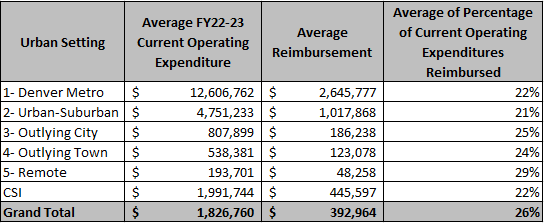 Urban Setting | Average FY22-23 Current Operating Expenditure | Average Reimbursement | Average of Percentage of Current Operating Expenditures Reimbursed
1- Denver Metro | $ 12,606,762 | $ 2,645,777 | 22%
2- Urban-Suburban | $ 4,751,233 | $ 1,017,868 | 21%
3- Outlying City | $ 807,899 | $ 186,238 | 25%
4- Outlying Town | $ 538,381 | $ 123,078 | 24%
5- Remote | $ 193,701 | $ 48,258 | 29%
CSI | $ 1,991,744 | $ 445,597 | 22%
Grand Total | $ 1,826,760 | $ 392,964 | 26%